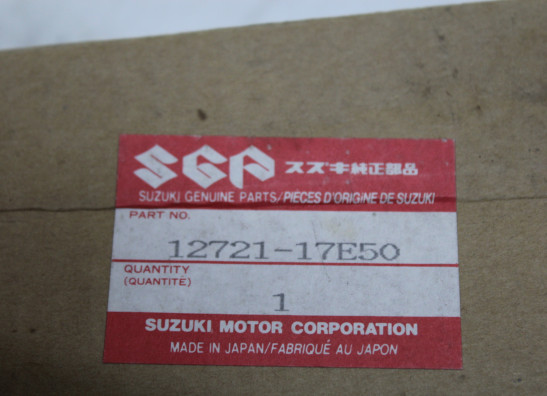 SGP スズキ純正部品
SUZUKI GENUINE PARTS/PIÈCES D'ORIGINE DE SUZUKI
PART NO.
12721-17E50
QUANTITY
(QUANTITÉ)
1
SUZUKI MOTOR CORPORATION
MADE IN JAPAN/FABRIQUÉ AU JAPON